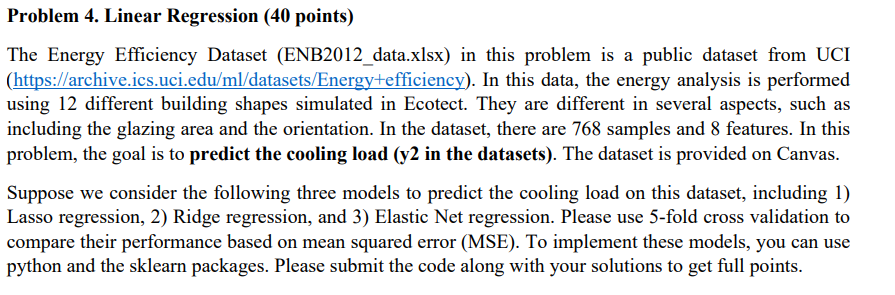 Problem 4. Linear Regression (40 points)
The Energy Efficiency Dataset (ENB2012_data.xlsx) in this problem is a public dataset from UCI
(https://archive.ics.uci.edu/ml/datasets/Energy+efficiency). In this data, the energy analysis is performed
using 12 different building shapes simulated in Ecotect. They are different in several aspects, such as
including the glazing area and the orientation. In the dataset, there are 768 samples and 8 features. In this
problem, the goal is to predict the cooling load (y2 in the datasets). The dataset is provided on Canvas.
Suppose we consider the following three models to predict the cooling load on this dataset, including 1)
Lasso regression, 2) Ridge regression, and 3) Elastic Net regression. Please use 5-fold cross validation to
compare their performance based on mean squared error (MSE). To implement these models, you can use
python and the sklearn packages. Please submit the code along with your solutions to get full points.